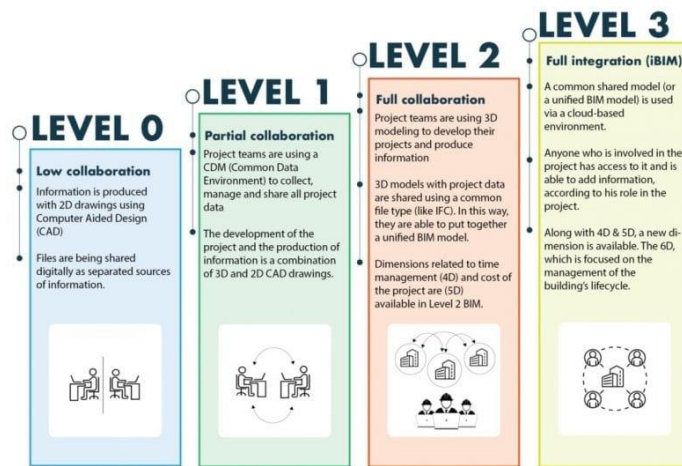 LEVEL 0
Low collaboration
Information is produced
with 2D drawings using
Computer Aided Design
(CAD)
Files are being shared
digitally as separated sources
of information.
LEVEL 1
Partial collaboration
Project teams are using a
CDM (Common Data
Environment) to collect,
manage and share all project
data
The development of the
project and the production of
information is a combination
of 3D and 2D CAD drawings.
LEVEL 2
Full collaboration
Project teams are using 3D
modeling to develop their
projects and produce
information
3D models with project data
are shared using a common
file type (like IFC). In this way,
they are able to put together
a unified BIM model.
Dimensions related to time
management (4D) and cost of
the project are (5D)
available in Level 2 BIM.
LEVEL 3
Full integration (iBIM)
A common shared model (or
a unified BIM model) is used
via a cloud-based
environment.
Anyone who is involved in the
project has access to it and is
able to add information,
according to his role in the
project.
Along with 4D & 5D, a new di-
mension is available. The 6D,
which is focused on the
management of the
building's lifecycle.